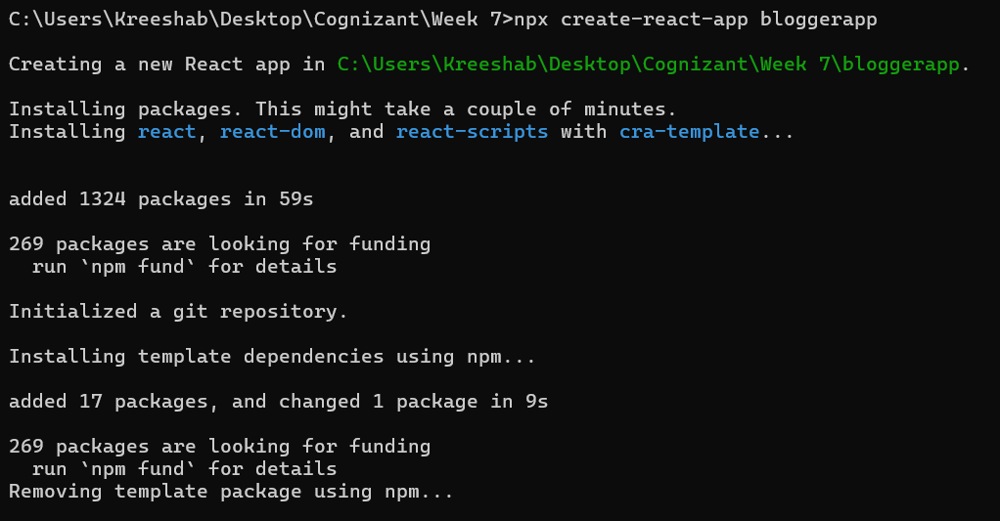 C:\Users\Kreeshab\Desktop\Cognizant\Week 7>npx create-react-app bloggerapp
Creating a new React app in C:\Users\Kreeshab\Desktop\Cognizant\Week 7\bloggerapp.
Installing packages. This might take a couple of minutes.
Installing react, react-dom, and react-scripts with cra-template...
added 1324 packages in 59s
269 packages are looking for funding
  run `npm fund` for details
Initialized a git repository.
Installing template dependencies using npm...
added 17 packages, and changed 1 package in 9s
269 packages are looking for funding
  run `npm fund` for details
Removing template package using npm...